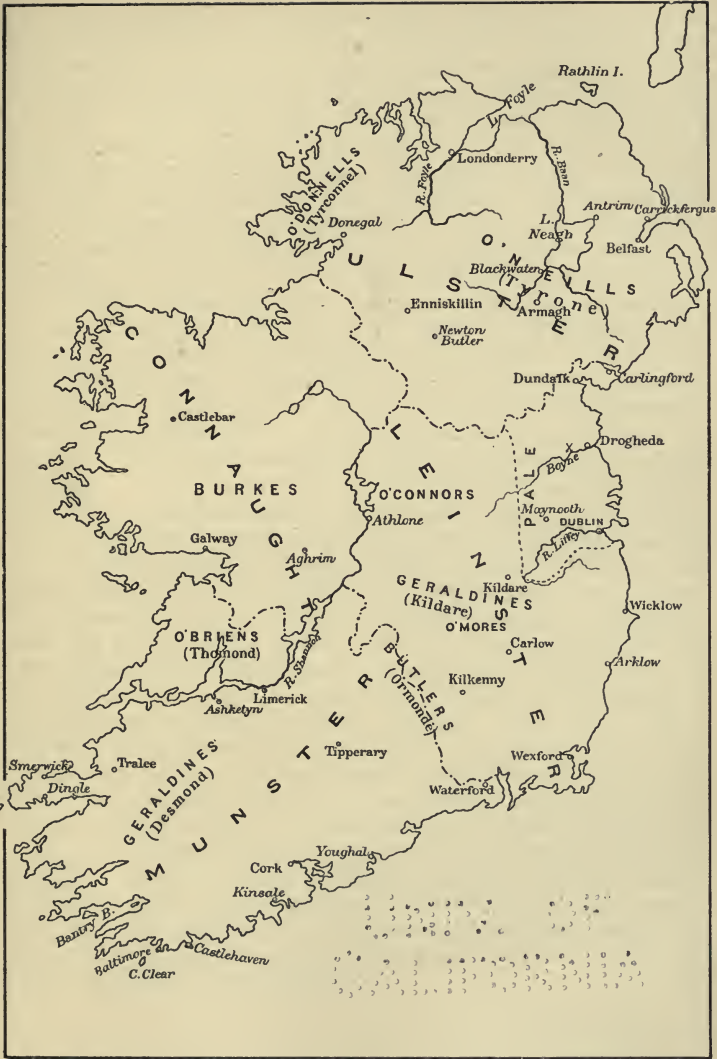 Rathlin I.
L. Foyle
Londonderry
R. Foyle
R. Bann
O'DONNELLS
(Tyrconnel)
Donegal
Antrim
Carrickfergus
L.
Neagh
Belfast
O'NEILLS
(Tyrone)
Blackwater
ULSTER
Enniskillin
Armagh
Newton
Butler
Dundalk
Carlingford
CONNAUGHT
Castlebar
Drogheda
X
Boyne
LEINSTER
PALE
BURKES
O'CONNORS
Maynooth
DUBLIN
Athlone
R. Liffey
Galway
Aghrim
Kildare
GERALDINES
(Kildare)
Wicklow
O'MORES
O'BRIENS
(Thomond)
R. Shannon
Carlow
Arklow
BUTLERS
(Ormonde)
Kilkenny
Limerick
Ashketyn
MUNSTER
Tipperary
Wexford
Smerwick
Tralee
Dingle
GERALDINES
(Desmond)
Waterford
Youghal
Cork
Kinsale
Bantry B.
Baltimore
Castlehaven
C. Clear